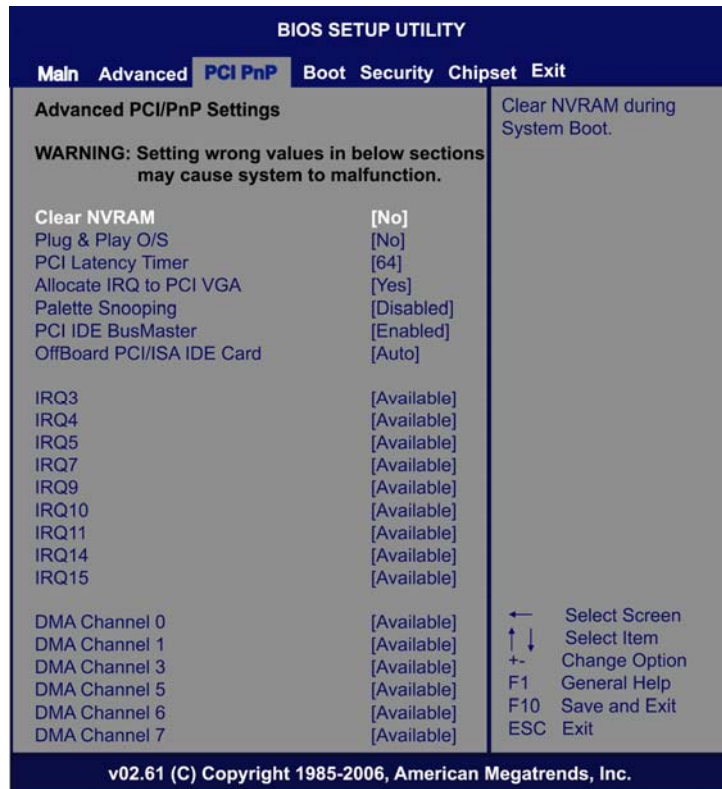 BIOS SETUP UTILITY
Main Advanced PCI PnP Boot Security Chipset Exit
Advanced PCI/PnP Settings
WARNING: Setting wrong values in below sections
may cause system to malfunction.
Clear NVRAM [No]
Plug & Play O/S [No]
PCI Latency Timer [64]
Allocate IRQ to PCI VGA [Yes]
Palette Snooping [Disabled]
PCI IDE BusMaster [Enabled]
OffBoard PCI/ISA IDE Card [Auto]
IRQ3 [Available]
IRQ4 [Available]
IRQ5 [Available]
IRQ7 [Available]
IRQ9 [Available]
IRQ10 [Available]
IRQ11 [Available]
IRQ14 [Available]
IRQ15 [Available]
DMA Channel 0 [Available]
DMA Channel 1 [Available]
DMA Channel 3 [Available]
DMA Channel 5 [Available]
DMA Channel 6 [Available]
DMA Channel 7 [Available]
Clear NVRAM during
System Boot.
← Select Screen
↑↓ Select Item
+- Change Option
F1 General Help
F10 Save and Exit
ESC Exit
v02.61 (C) Copyright 1985-2006, American Megatrends, Inc.